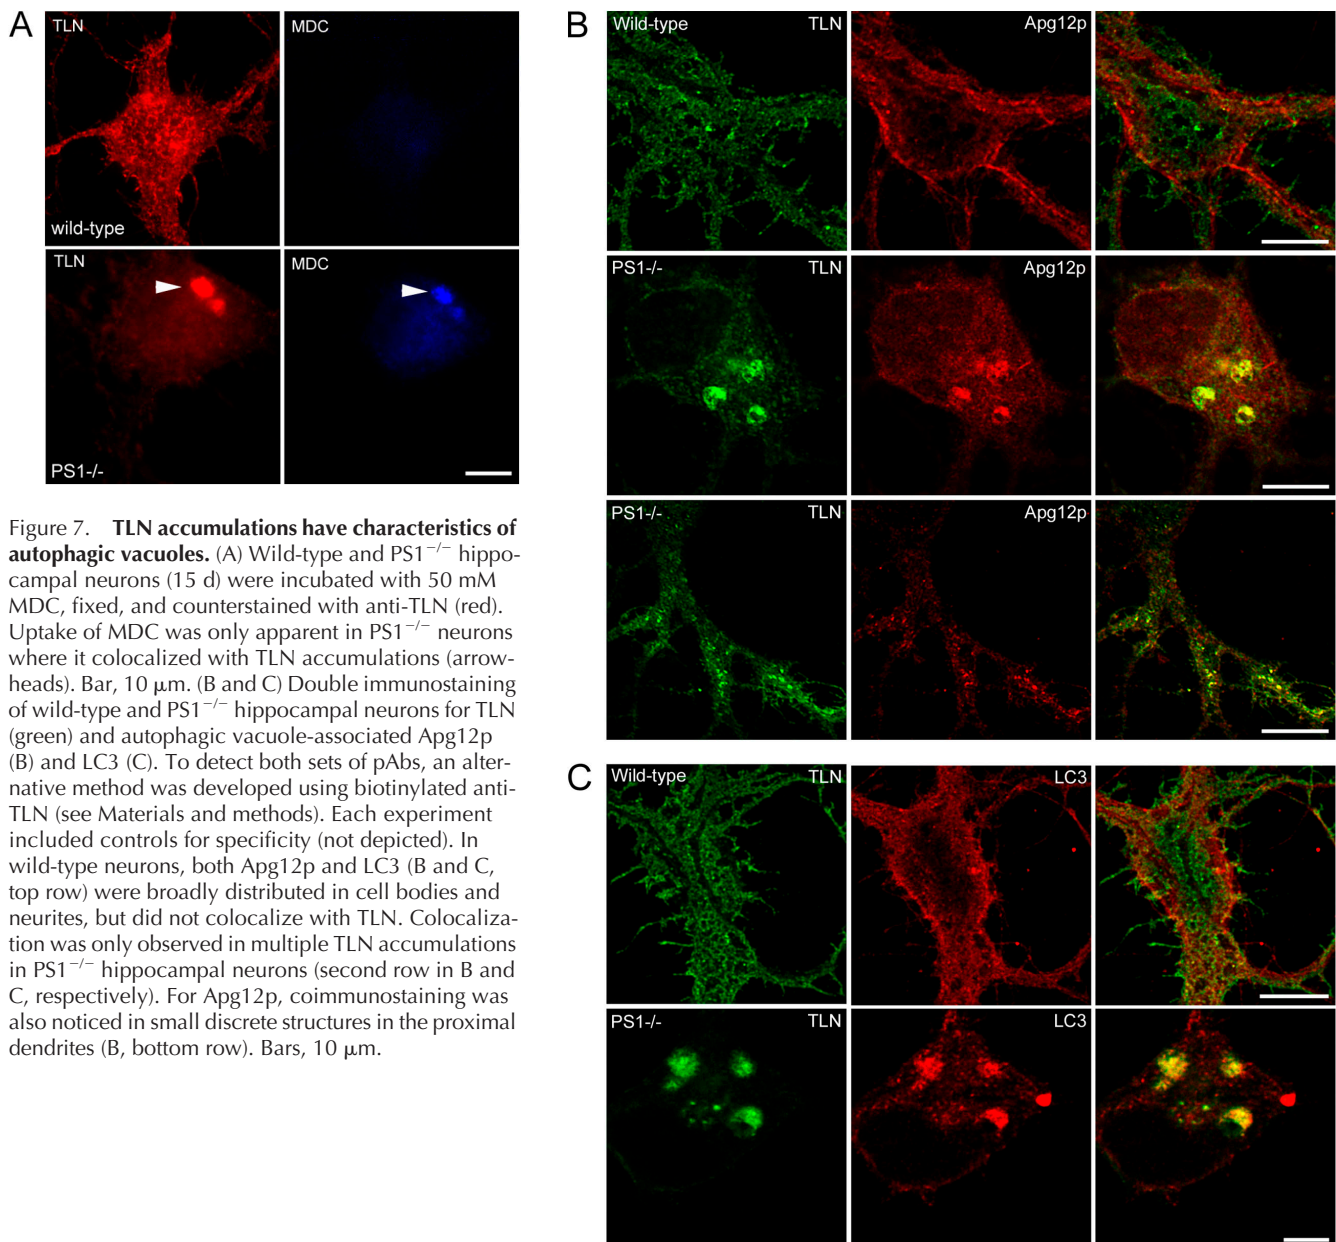 A
TLN
MDC
wild-type
TLN
MDC
PS1-/-
Figure 7. TLN accumulations have characteristics of
autophagic vacuoles. (A) Wild-type and PS1−/− hippo-
campal neurons (15 d) were incubated with 50 mM
MDC, fixed, and counterstained with anti-TLN (red).
Uptake of MDC was only apparent in PS1−/− neurons
where it colocalized with TLN accumulations (arrow-
heads). Bar, 10 μm. (B and C) Double immunostaining
of wild-type and PS1−/− hippocampal neurons for TLN
(green) and autophagic vacuole-associated Apg12p
(B) and LC3 (C). To detect both sets of pAbs, an alter-
native method was developed using biotinylated anti-
TLN (see Materials and methods). Each experiment
included controls for specificity (not depicted). In
wild-type neurons, both Apg12p and LC3 (B and C,
top row) were broadly distributed in cell bodies and
neurites, but did not colocalize with TLN. Colocaliza-
tion was only observed in multiple TLN accumulations
in PS1−/− hippocampal neurons (second row in B and
C, respectively). For Apg12p, coimmunostaining was
also noticed in small discrete structures in the proximal
dendrites (B, bottom row). Bars, 10 μm.
B
Wild-type TLN
Apg12p
PS1-/- TLN
Apg12p
PS1-/- TLN
Apg12p
C
Wild-type TLN
LC3
PS1-/- TLN
LC3